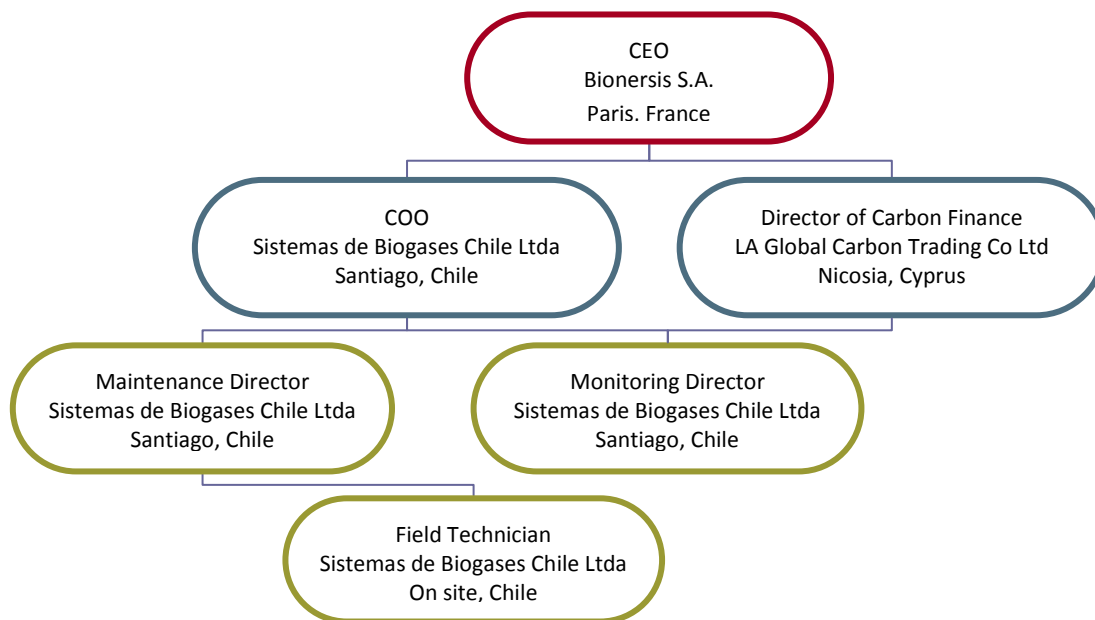 CEO
Bionersis S.A.
Paris. France
COO
Sistemas de Biogases Chile Ltda
Santiago, Chile
Director of Carbon Finance
LA Global Carbon Trading Co Ltd
Nicosia, Cyprus
Maintenance Director
Sistemas de Biogases Chile Ltda
Santiago, Chile
Monitoring Director
Sistemas de Biogases Chile Ltda
Santiago, Chile
Field Technician
Sistemas de Biogases Chile Ltda
On site, Chile